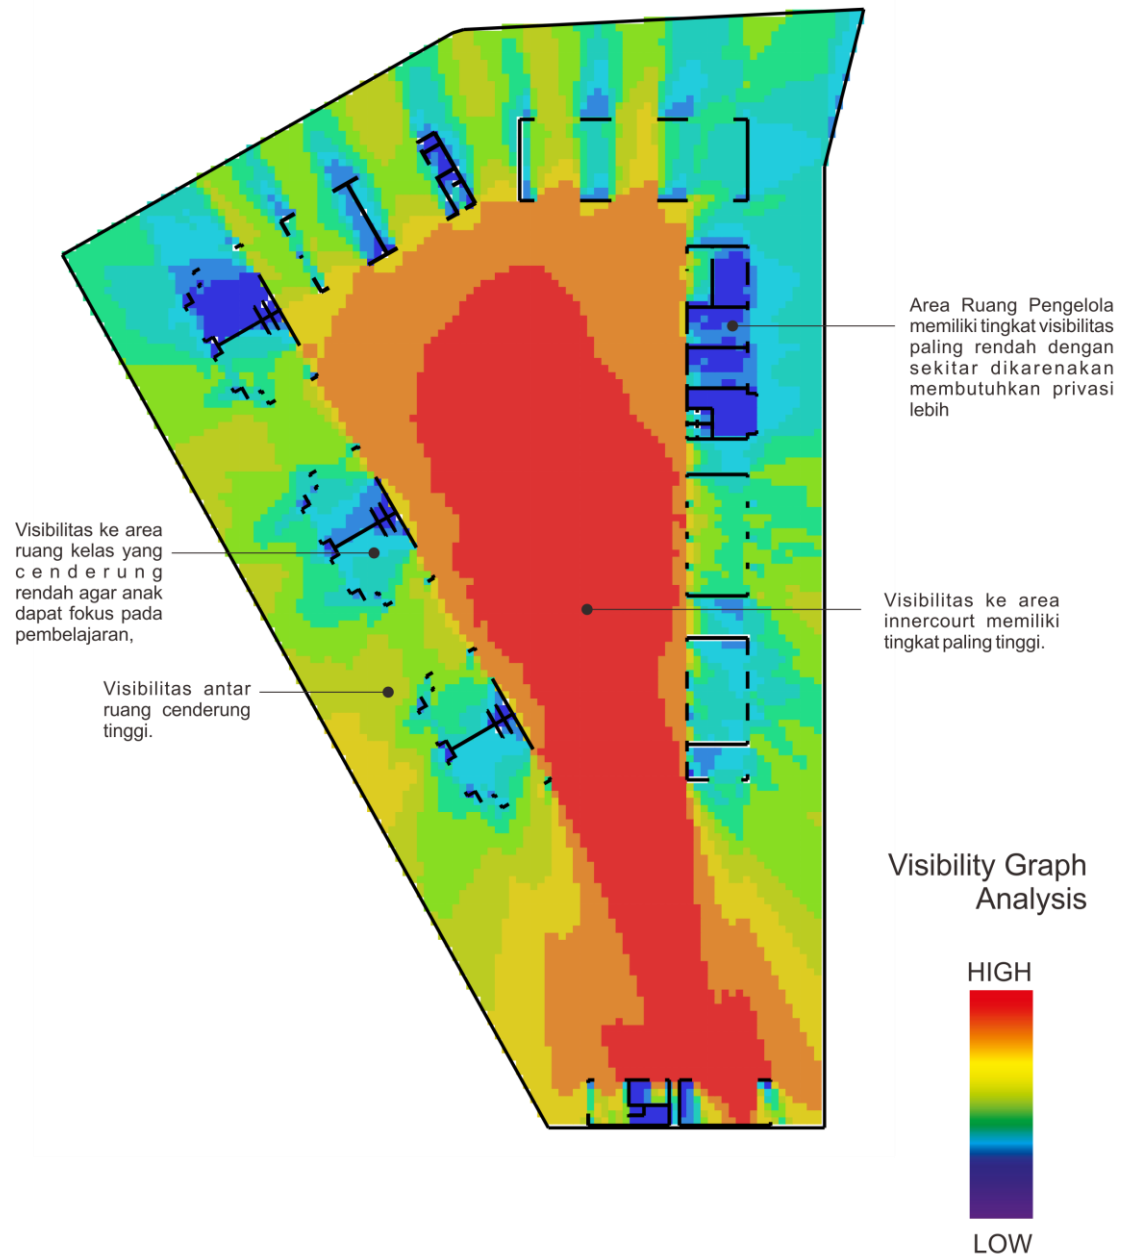 Area Ruang Pengelola
memiliki tingkat visibilitas
paling rendah dengan
sekitar dikarenakan
membutuhkan privasi
lebih
Visibilitas ke area
ruang kelas yang
cenderung
rendah agar anak
dapat fokus pada
pembelajaran,
Visibilitas ke area
innercourt memiliki
tingkat paling tinggi.
Visibilitas antar
ruang cenderung
tinggi.
Visibility Graph
Analysis
HIGH
LOW